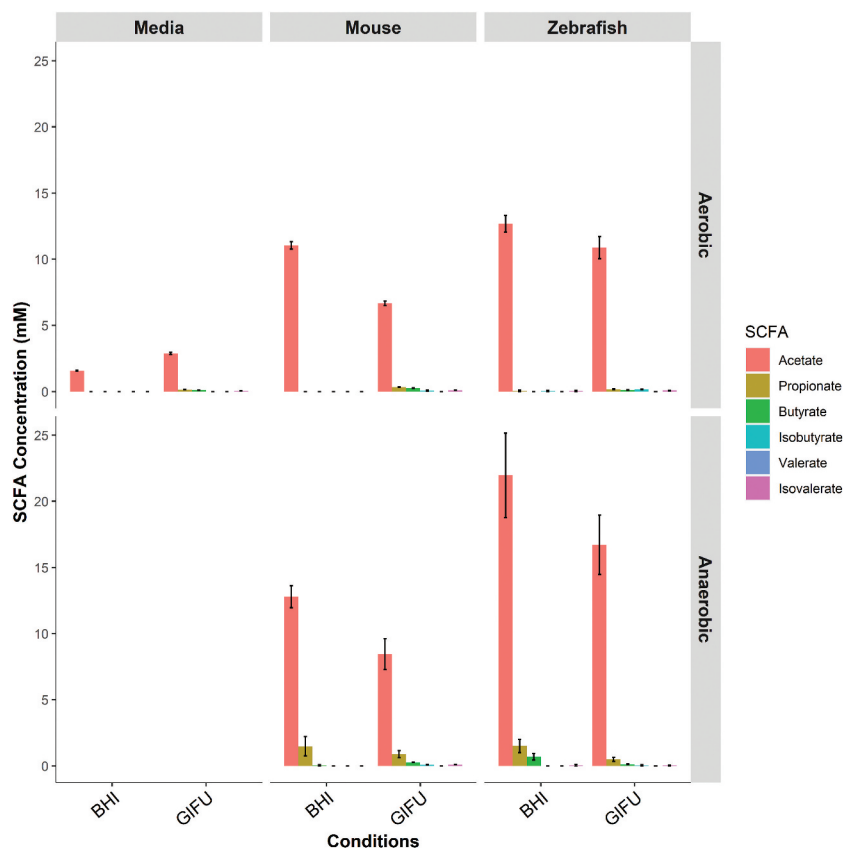 Media
Mouse
Zebrafish
25
20
15
10
5
0
Aerobic
25
20
15
10
5
0
Anaerobic
SCFA Concentration (mM)
BHI
GIFU
BHI
GIFU
BHI
GIFU
Conditions
SCFA
Acetate
Propionate
Butyrate
Isobutyrate
Valerate
Isovalerate